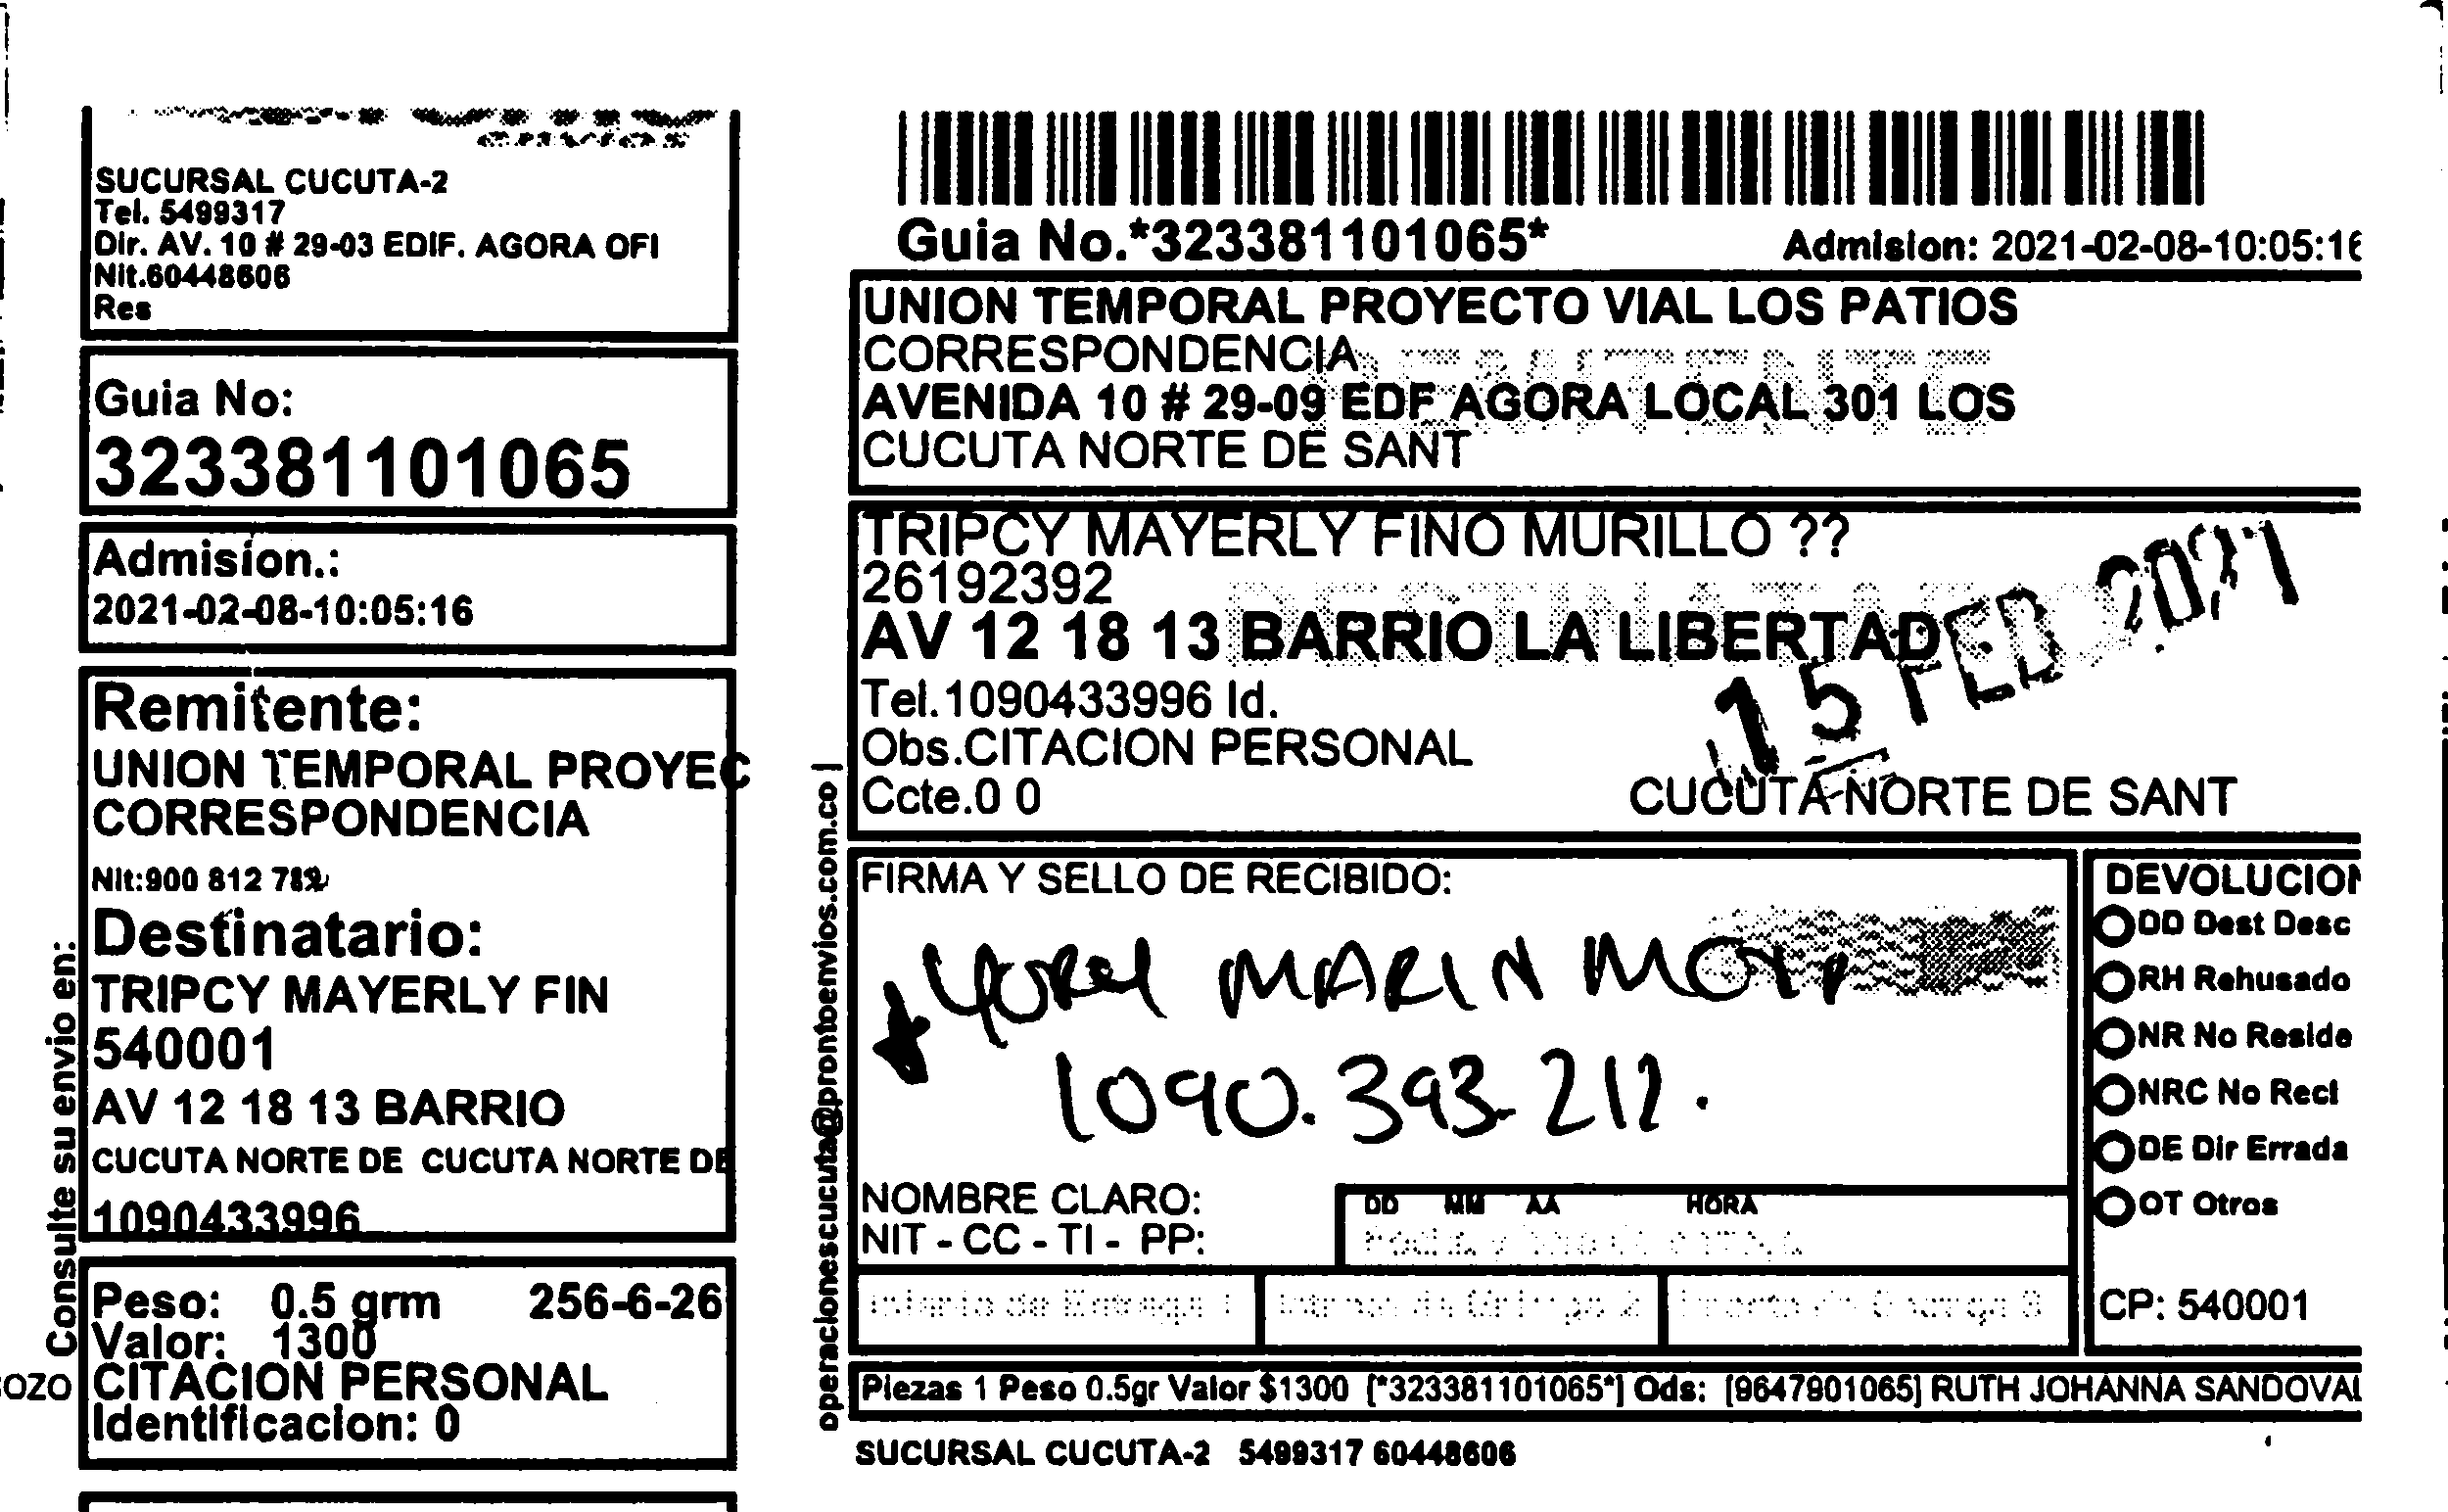 SUCURSAL CUCUTA-2
Tel. 5499317
Dir. AV. 10 # 29-03 EDIF. AGORA OFI
Nit.60448606
Res
Guia No:
323381101065
Admision.:
2021-02-08-10:05:16
Remitente:
UNION TEMPORAL PROYEC
CORRESPONDENCIA
Nit:900 812 7
Destinatario:
TRIPCY MAYERLY FIN
540001
AV 12 18 13 BARRIO
CUCUTA NORTE DE CUCUTA NORTE DE
1090433996
Peso: 0.5 grm 256-6-26
Valor: 1300
CITACION PERSONAL
Identificacion: 0
Consulte su envio en:
OZO
operacionescucuta@prontoenvios.com.co |
Guia No.*323381101065*
Admision: 2021-02-08-10:05:16
UNION TEMPORAL PROYECTO VIAL LOS PATIOS
CORRESPONDENCIA
REMITENTE
AVENIDA 10 # 29-09 EDF AGORA LOCAL 301 LOS
CUCUTA NORTE DE SANT
TRIPCY MAYERLY FINO MURILLO ??
26192392
AV 12 18 13 BARRIO LA LIBERTAD
15 FEB 2021
Tel.1090433996 Id.
Obs.CITACION PERSONAL
Ccte.0 0
CUCUTA NORTE DE SANT
FIRMA Y SELLO DE RECIBIDO:
MARIN
1090.393.212.
NOMBRE CLARO:
NIT - CC - TI - PP:
DD MM AA HORA
DEVOLUCION
DD Dest Desc
RH Rehusado
NR No Reside
NRC No Recl
DE Dir Errada
OT Otros
CP: 540001
Piezas 1 Peso 0.5gr Valor $1300 [*323381101065*] Ods: [9647901065] RUTH JOHANNA SANDOVAL
SUCURSAL CUCUTA-2 5499317 60448606